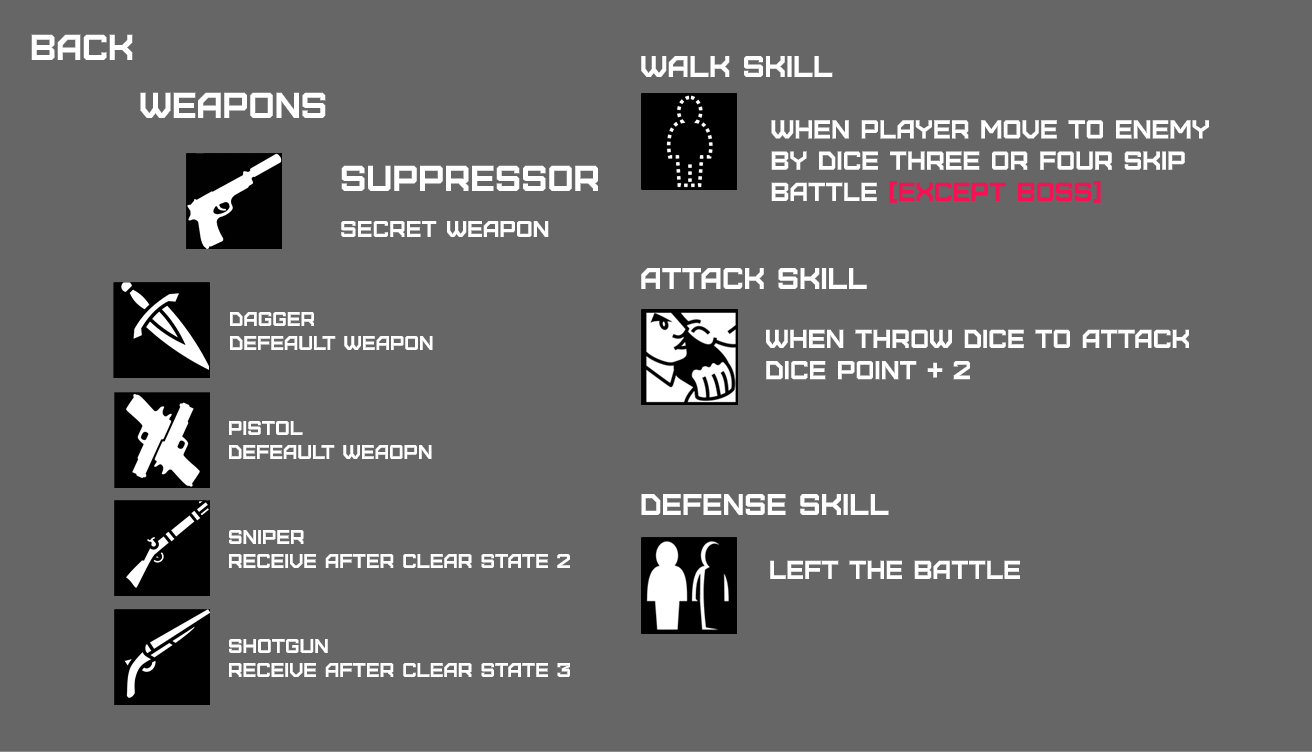 BACK
WEAPONS
SUPPRESSOR
SECRET WEAPON
DAGGER
DEFEAULT WEAPON
PISTOL
DEFEAULT WEAOPN
SNIPER
RECEIVE AFTER CLEAR STATE 2
SHOTGUN
RECEIVE AFTER CLEAR STATE 3
WALK SKILL
WHEN PLAYER MOVE TO ENEMY
BY DICE THREE OR FOUR SKIP
BATTLE [EXCEPT BOSS]
ATTACK SKILL
WHEN THROW DICE TO ATTACK
DICE POINT + 2
DEFENSE SKILL
LEFT THE BATTLE